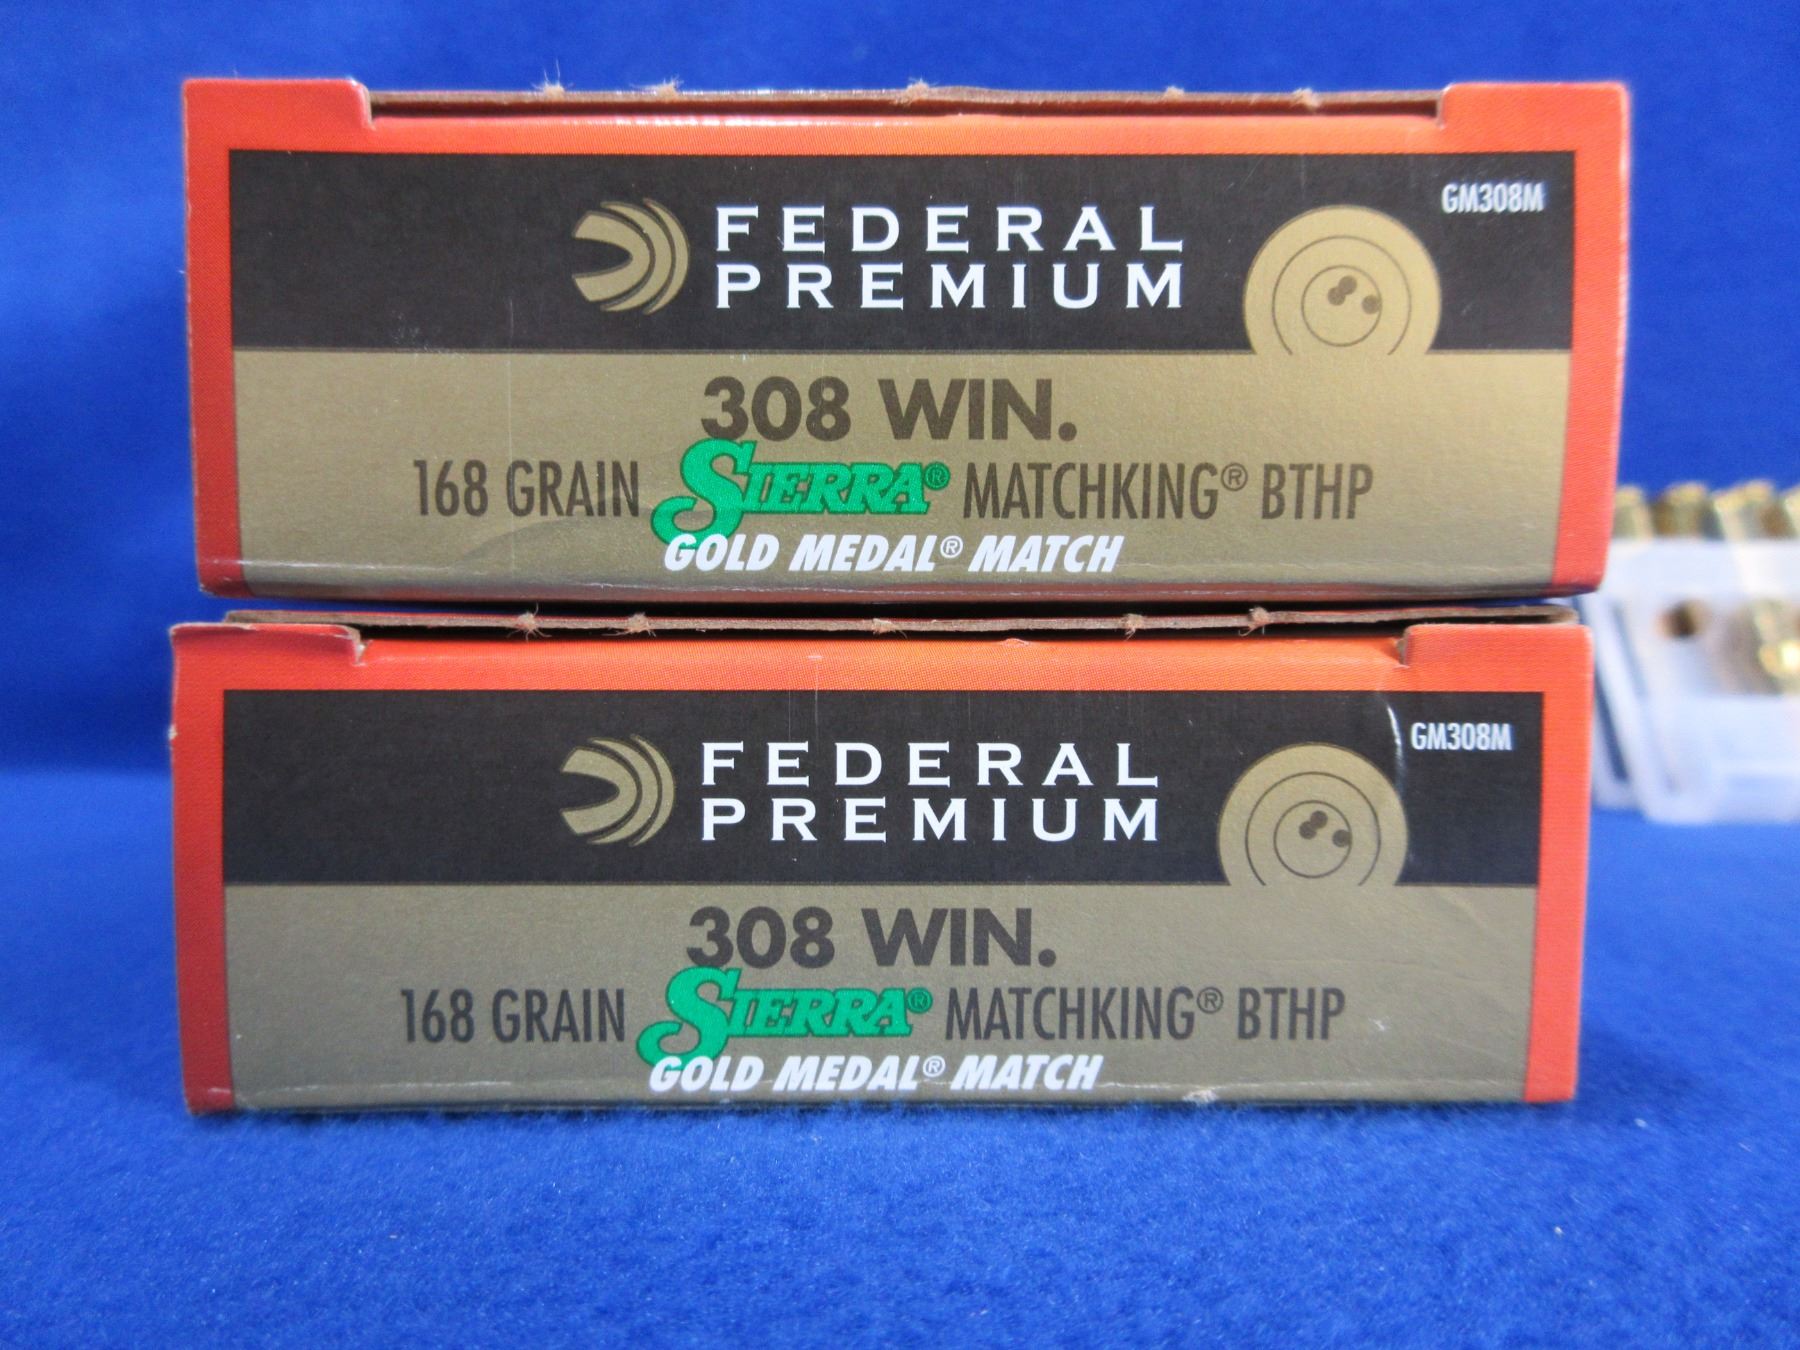 GM308M
FEDERAL
PREMIUM
308 WIN.
168 GRAIN SIERRA® MATCHKING® BTHP
GOLD MEDAL® MATCH
GM308M
FEDERAL
PREMIUM
308 WIN.
168 GRAIN SIERRA® MATCHKING® BTHP
GOLD MEDAL® MATCH